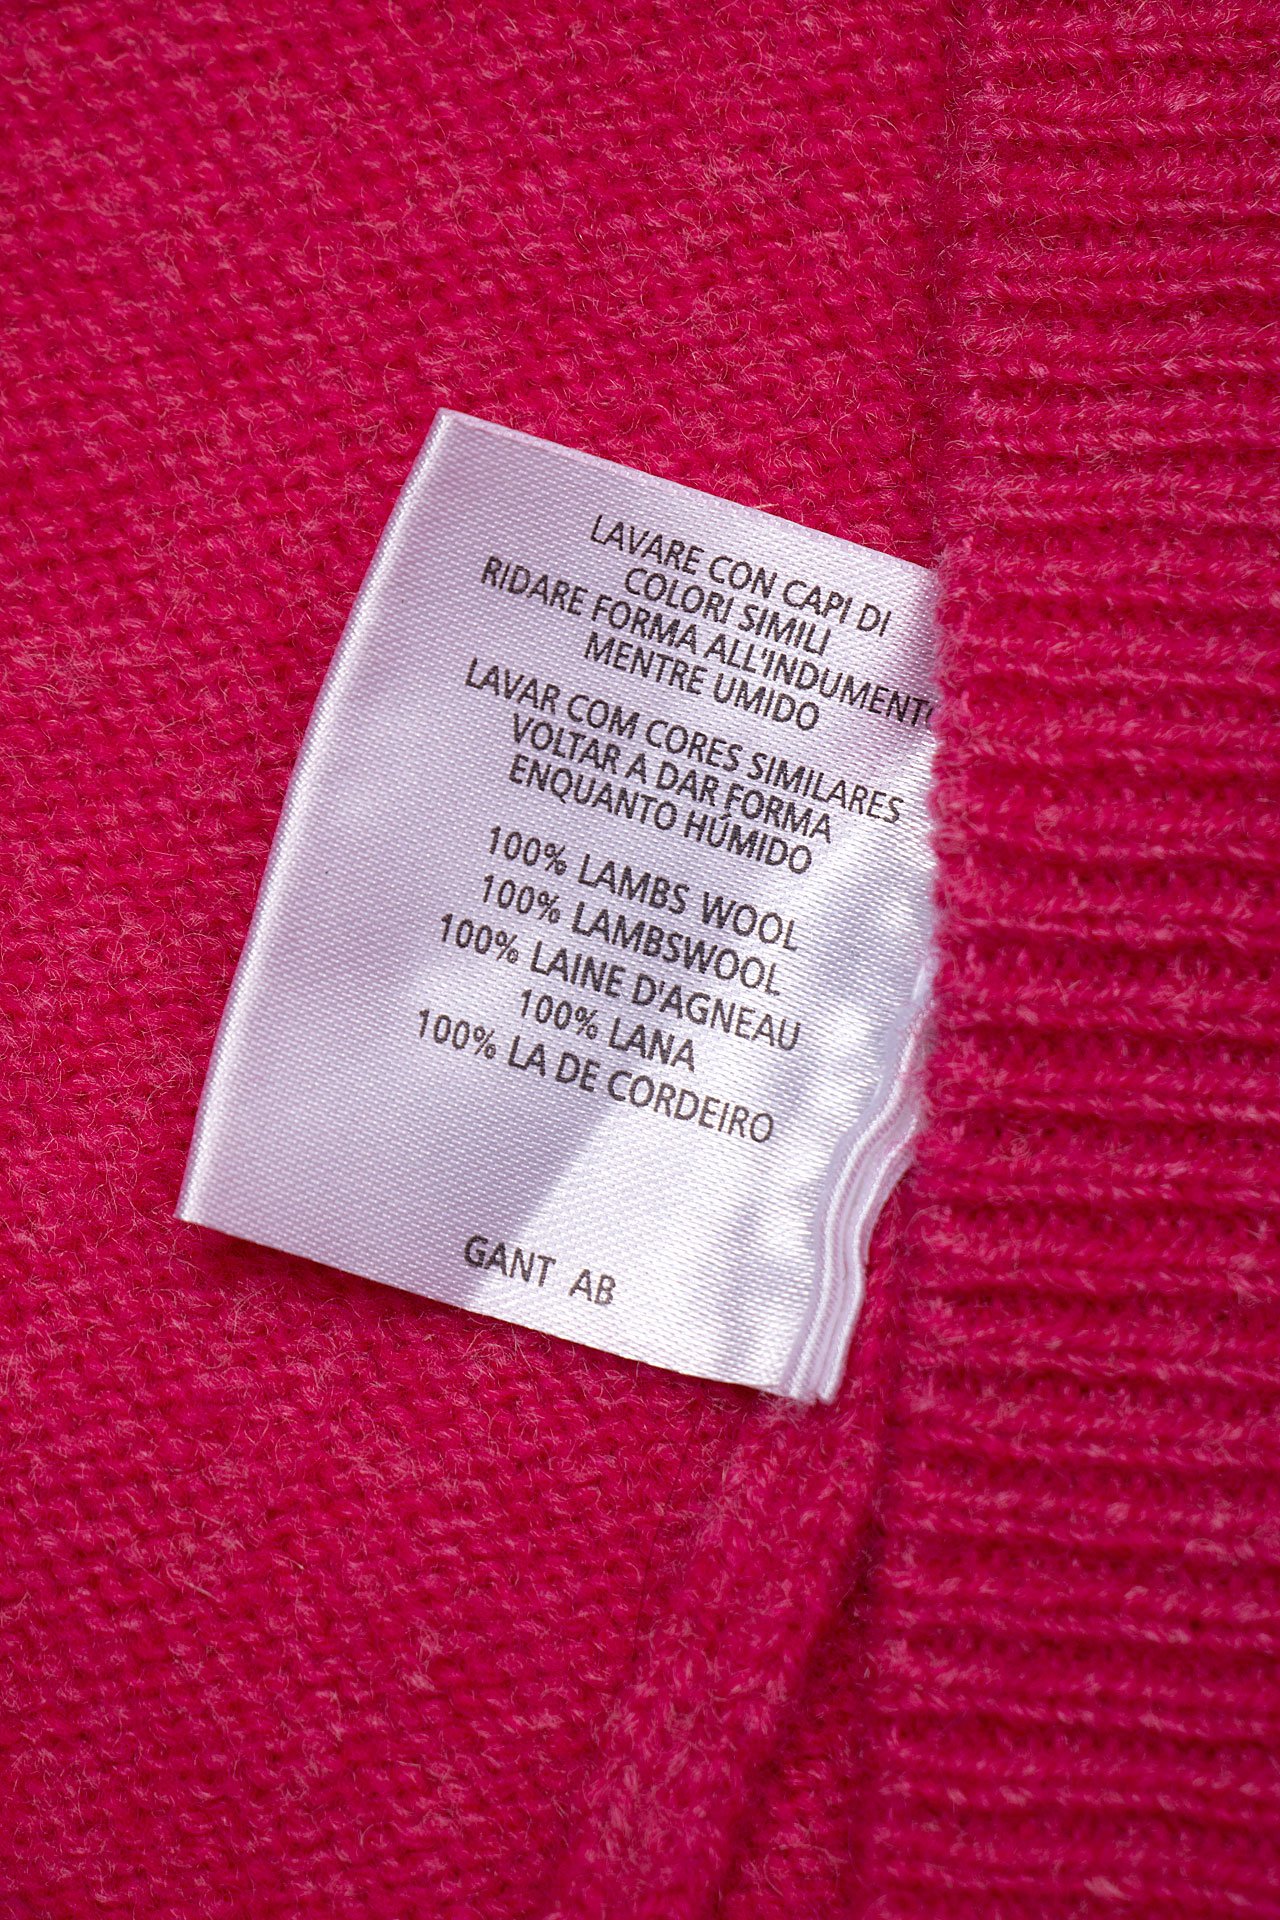 LAVARE CON CAPI DI
COLORI SIMILI
RIDARE FORMA ALL'INDUMENTO
MENTRE UMIDO
LAVAR COM CORES SIMILARES
VOLTAR A DAR FORMA
ENQUANTO HÚMIDO
100% LAMBS WOOL
100% LAMBSWOOL
100% LAINE D'AGNEAU
100% LANA
100% LA DE CORDEIRO
GANT AB